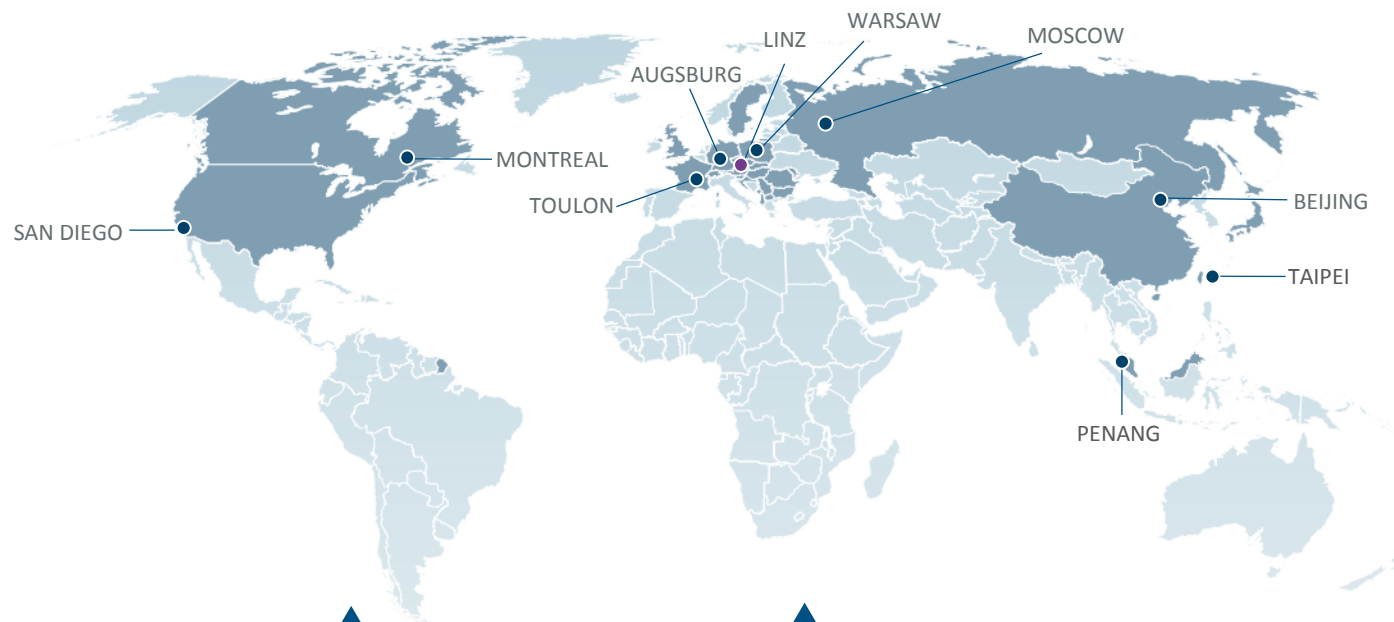 WARSAW
LINZ
MOSCOW
AUGSBURG
MONTREAL
TOULON
BEIJING
SAN DIEGO
TAIPEI
PENANG